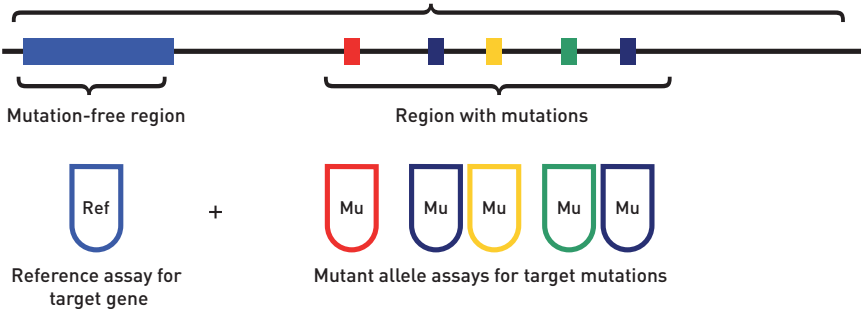 Mutation-free region
Region with mutations
Ref
+
Mu
Mu
Mu
Mu
Mu
Reference assay for
target gene
Mutant allele assays for target mutations